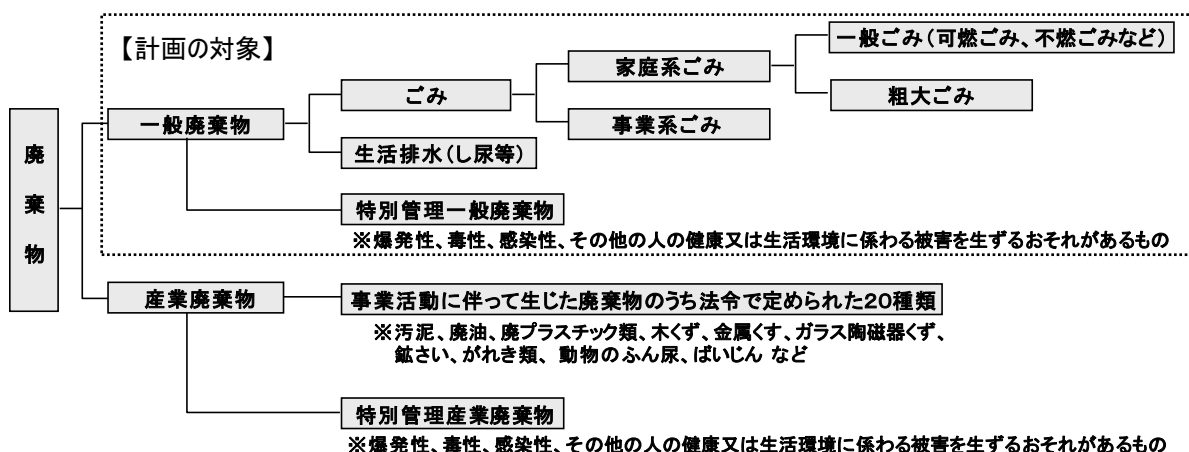 【計画の対象】
一般ごみ(可燃ごみ、不燃ごみなど)
家庭系ごみ
ごみ
粗大ごみ
一般廃棄物
事業系ごみ
生活排水(し尿等)
廃棄物
特別管理一般廃棄物
※爆発性、毒性、感染性、その他の人の健康又は生活環境に係わる被害を生ずるおそれがあるもの
産業廃棄物
事業活動に伴って生じた廃棄物のうち法令で定められた20種類
※汚泥、廃油、廃プラスチック類、木くず、金属くす、ガラス陶磁器くず、
鉱さい、がれき類、動物のふん尿、ばいじん など
特別管理産業廃棄物
※爆発性、毒性、感染性、その他の人の健康又は生活環境に係わる被害を生ずるおそれがあるもの